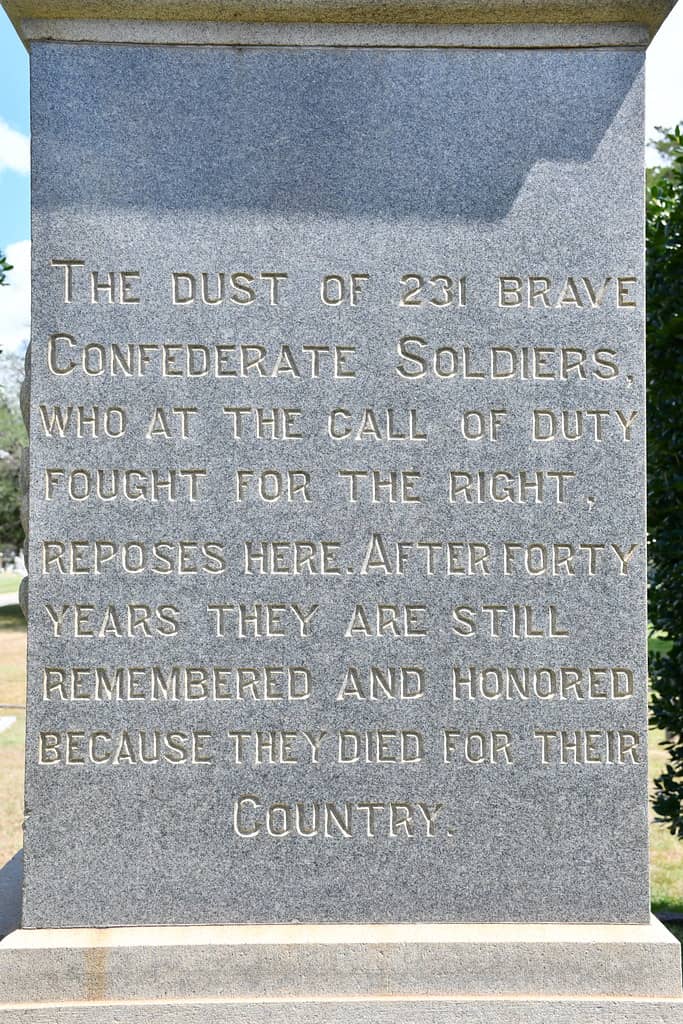 The dust of 231 brave
Confederate Soldiers,
who at the call of duty
fought for the right,
reposes here. After forty
years they are still
remembered and honored
because they died for their
Country.